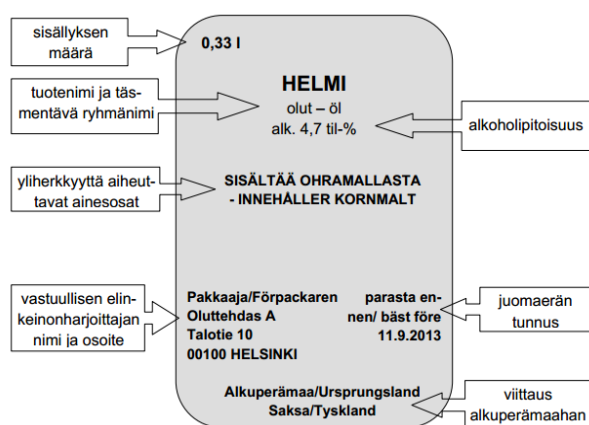 sisällyksen
määrä
0,33 l
tuotenimi ja täs-
mentävä ryhmänimi
HELMI
olut – öl
alk. 4,7 til-%
alkoholipitoisuus
yliherkkyyttä aiheut-
tavat ainesosat
SISÄLTÄÄ OHRAMALLASTA
- INNEHÅLLER KORNMALT
vastuullisen elin-
keinonharjoittajan
nimi ja osoite
Pakkaaja/Förpackaren
Oluttehdas A
Talotie 10
00100 HELSINKI
parasta en-
nen/ bäst före
11.9.2013
juomaerän
tunnus
Alkuperämaa/Ursprungsland
Saksa/Tyskland
viittaus
alkuperämaahan